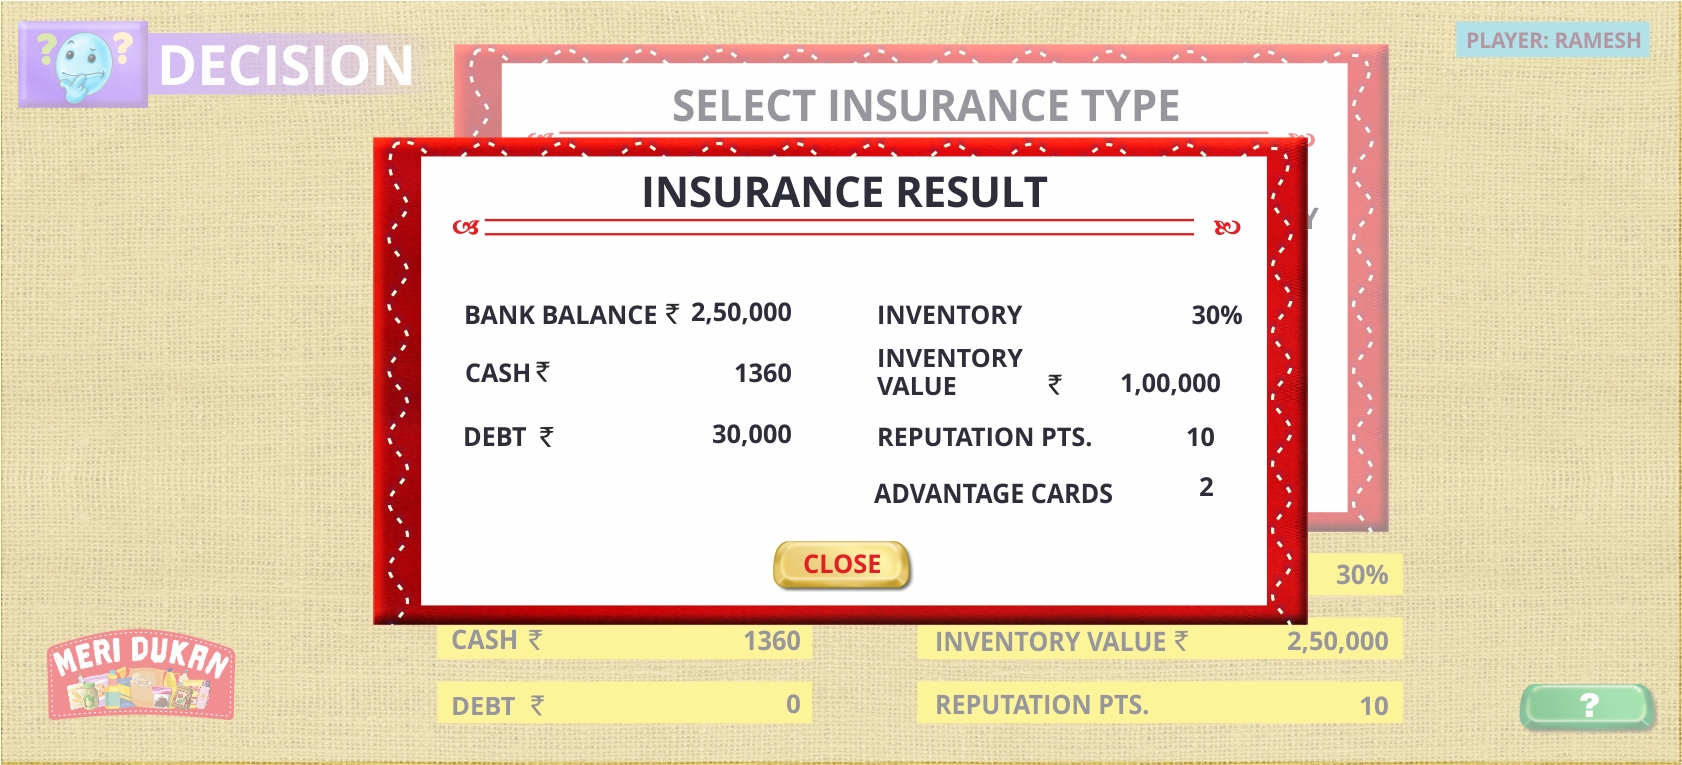 ? ?
DECISION
PLAYER: RAMESH
SELECT INSURANCE TYPE
Y
INSURANCE RESULT
BANK BALANCE ₹ 2,50,000
CASH ₹ 1360
DEBT ₹ 30,000
INVENTORY 30%
INVENTORY
VALUE ₹ 1,00,000
REPUTATION PTS. 10
ADVANTAGE CARDS 2
CLOSE
30%
CASH ₹ 1360
INVENTORY VALUE ₹ 2,50,000
DEBT ₹ 0
REPUTATION PTS. 10
MERI DUKAN
?